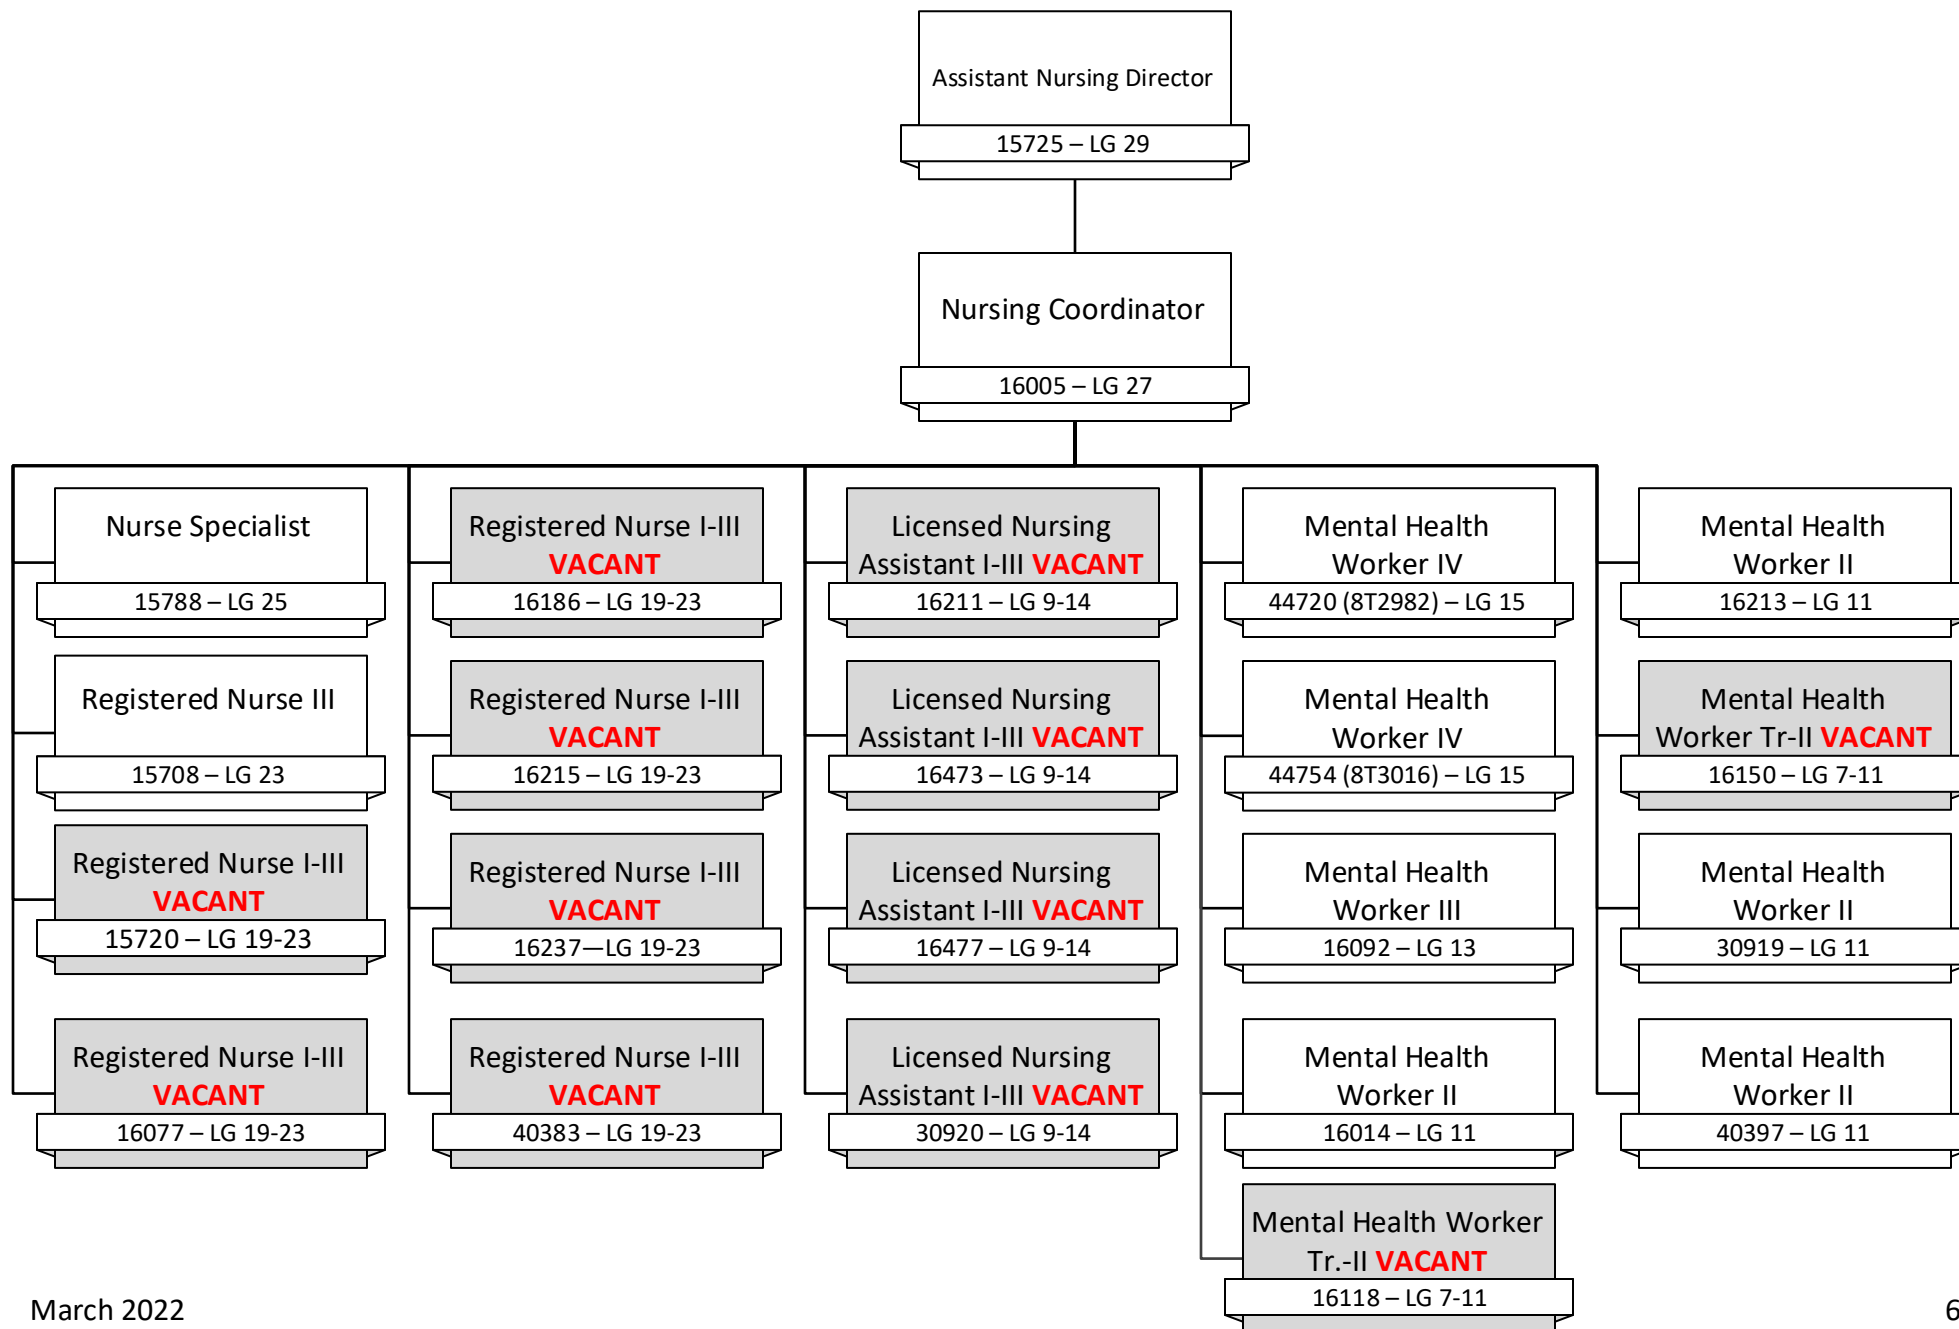 Assistant Nursing Director
15725 – LG 29
Nursing Coordinator
16005 – LG 27
Nurse Specialist
15788 – LG 25
Registered Nurse III
15708 – LG 23
Registered Nurse I-III
VACANT
15720 – LG 19-23
Registered Nurse I-III
VACANT
16077 – LG 19-23
Registered Nurse I-III
VACANT
16186 – LG 19-23
Registered Nurse I-III
VACANT
16215 – LG 19-23
Registered Nurse I-III
VACANT
16237—LG 19-23
Registered Nurse I-III
VACANT
40383 – LG 19-23
Licensed Nursing
Assistant I-III VACANT
16211 – LG 9-14
Licensed Nursing
Assistant I-III VACANT
16473 – LG 9-14
Licensed Nursing
Assistant I-III VACANT
16477 – LG 9-14
Licensed Nursing
Assistant I-III VACANT
30920 – LG 9-14
Mental Health
Worker IV
44720 (8T2982) – LG 15
Mental Health
Worker IV
44754 (8T3016) – LG 15
Mental Health
Worker III
16092 – LG 13
Mental Health
Worker II
16014 – LG 11
Mental Health Worker
Tr.-II VACANT
16118 – LG 7-11
Mental Health
Worker II
16213 – LG 11
Mental Health
Worker Tr-II VACANT
16150 – LG 7-11
Mental Health
Worker II
30919 – LG 11
Mental Health
Worker II
40397 – LG 11
March 2022
6